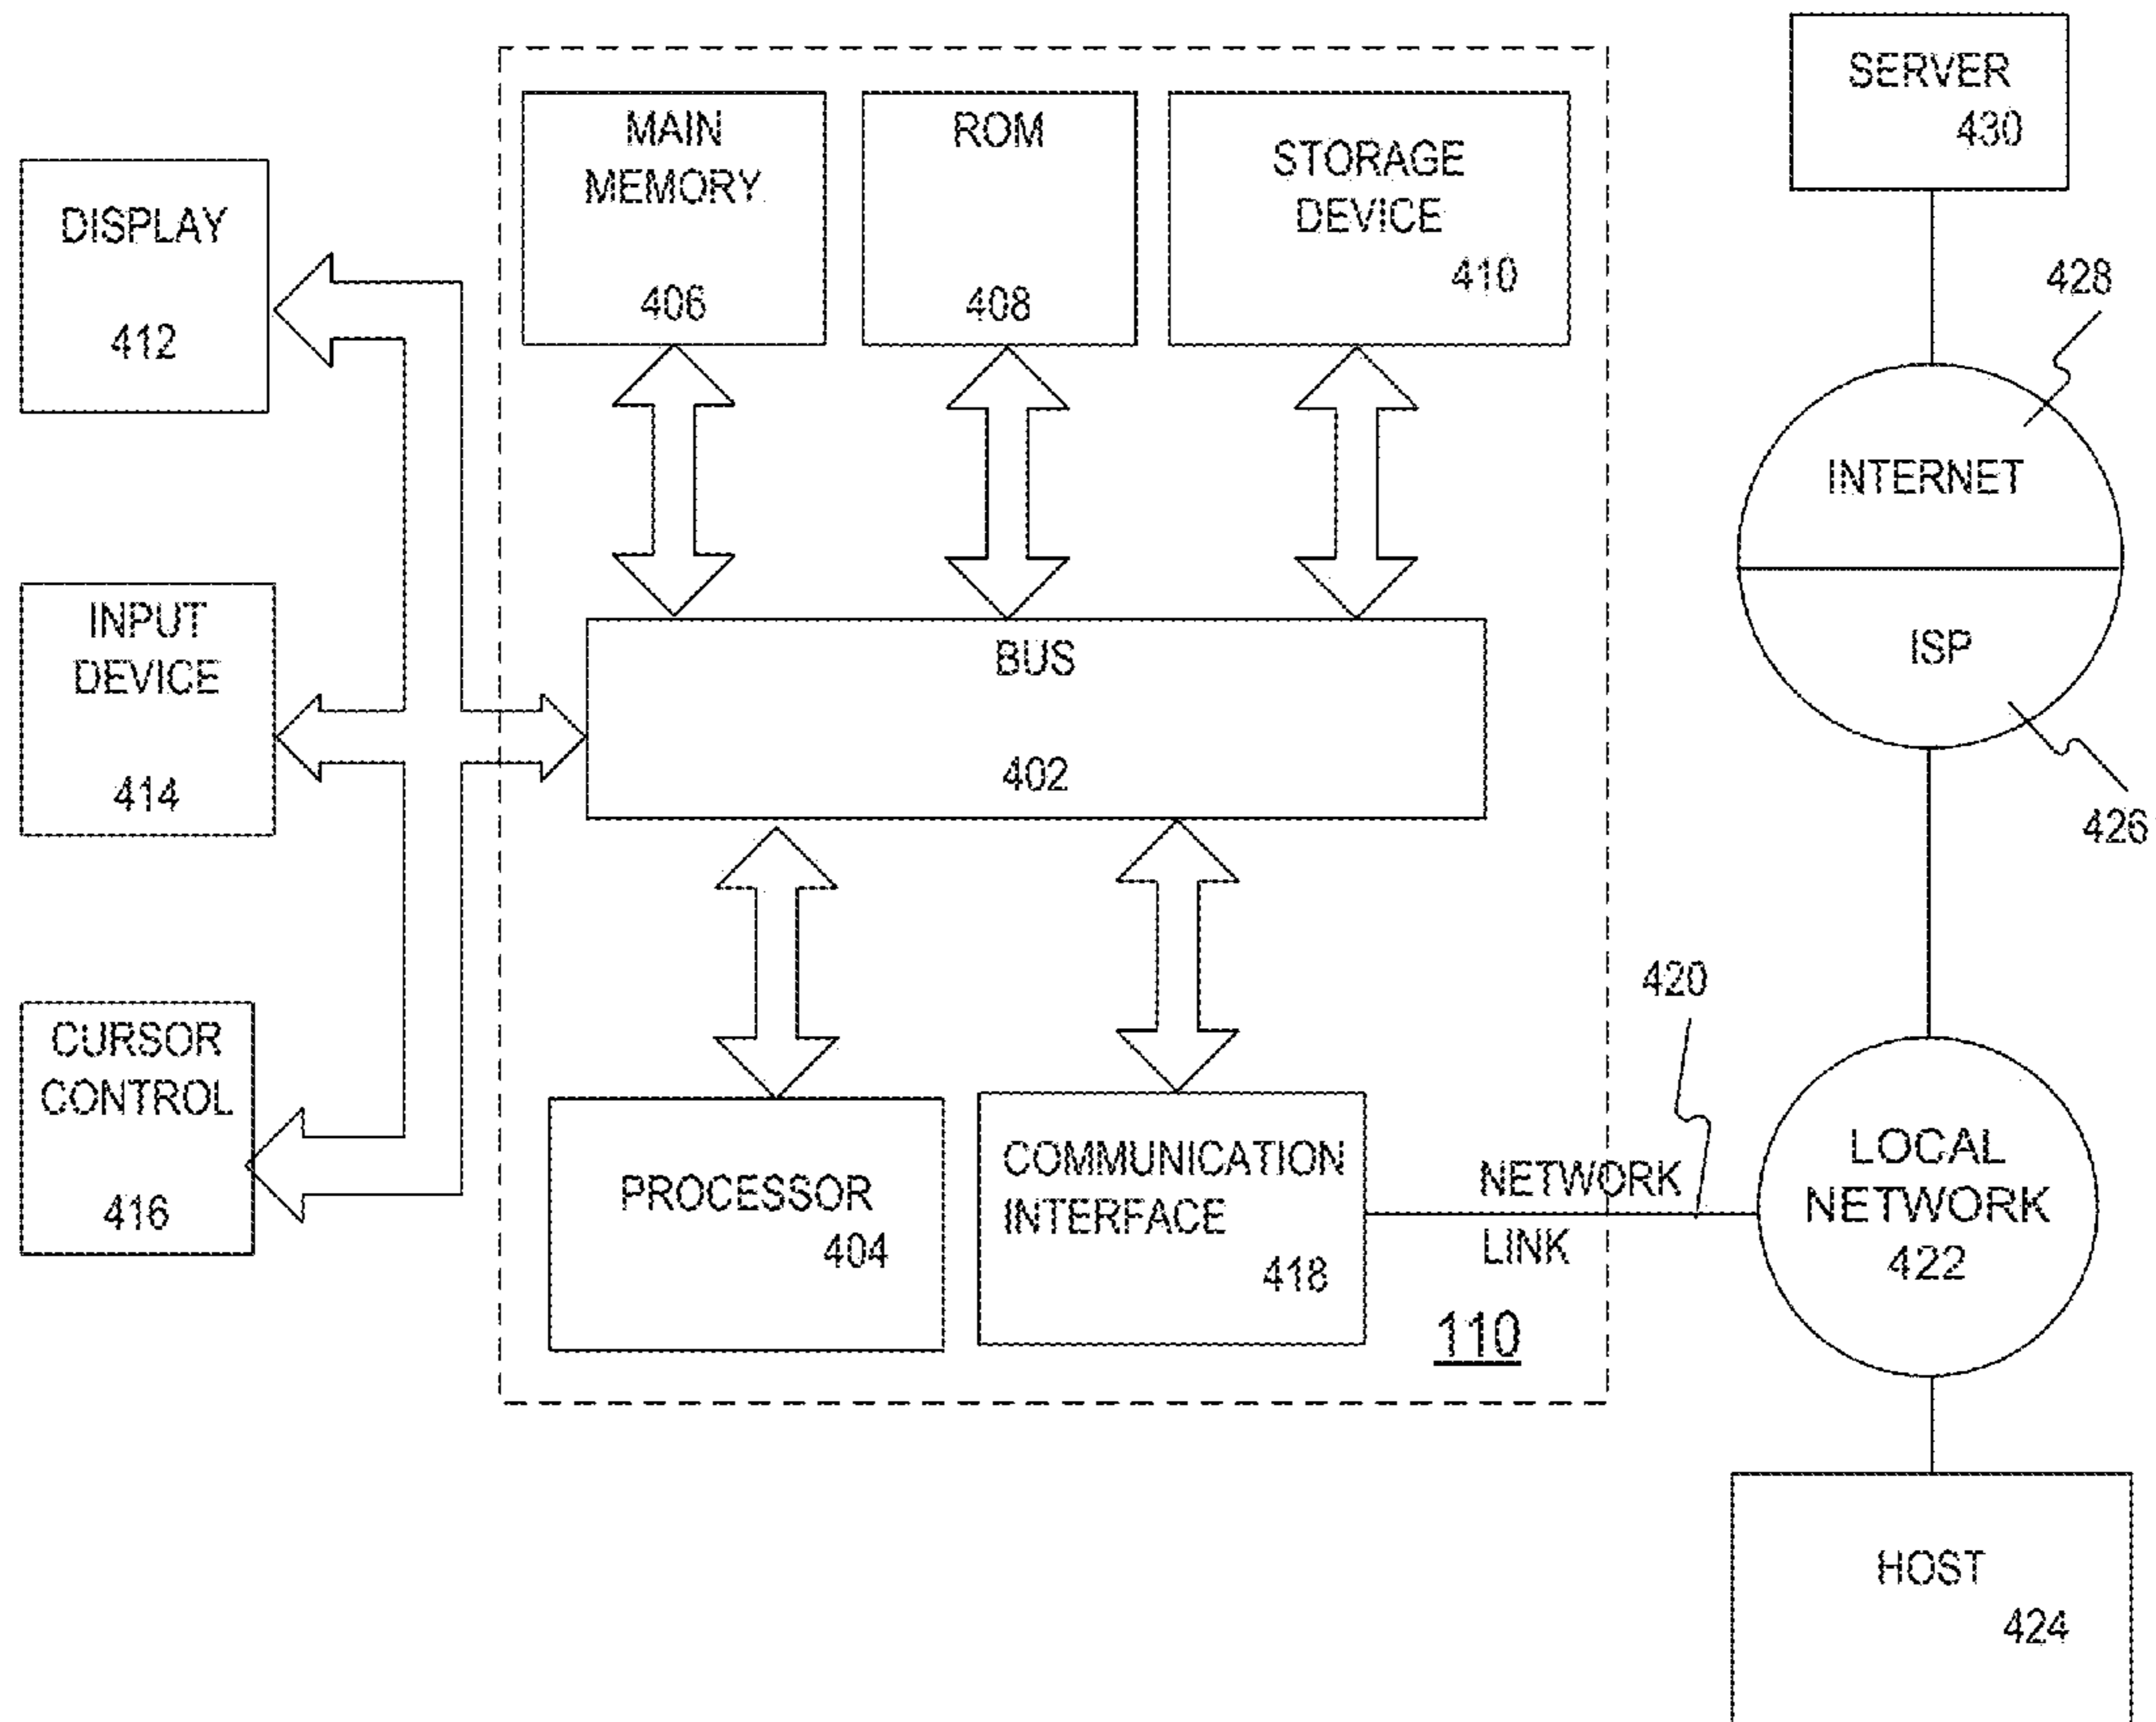 SERVER
430
MAIN
MEMORY
406
ROM
408
STORAGE
DEVICE
410
DISPLAY
412
428
INTERNET
ISP
426
INPUT
DEVICE
414
BUS
402
CURSOR
CONTROL
416
PROCESSOR
404
COMMUNICATION
INTERFACE
418
NETWORK
LINK
420
110
LOCAL
NETWORK
422
HOST
424